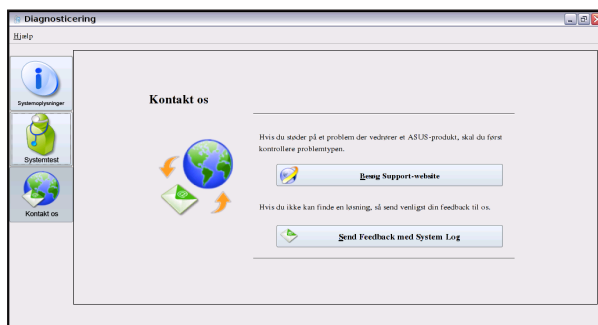 Diagnosticering
Hjælp
Systemoplysninger
Systemtest
Kontakt os
Kontakt os
Hvis du støder på et problem der vedrører et ASUS-produkt, skal du først
kontrollere problemtypen.
Besøg Support-website
Hvis du ikke kan finde en løsning, så send venligst din feedback til os.
Send Feedback med System Log